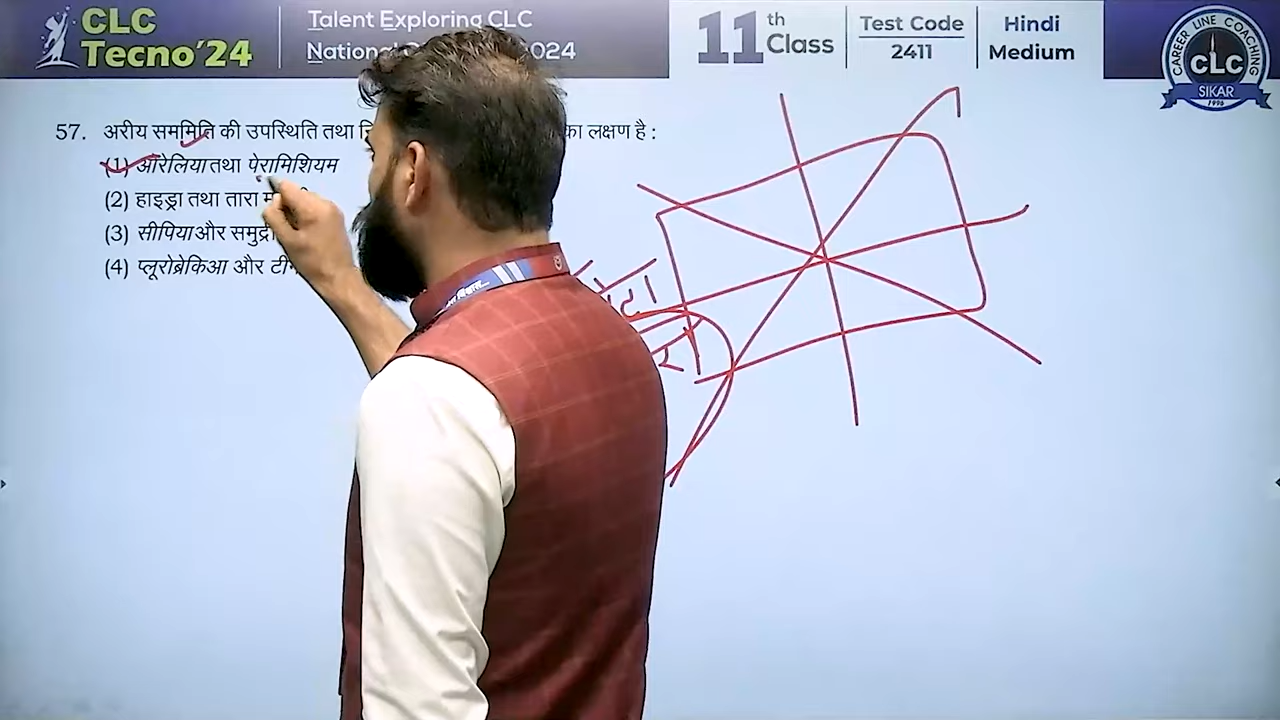 CLC
Tecno'24
Talent Exploring CLC
National 2024
11th Class
Test Code
2411
Hindi
Medium
CAREER LINE COACHING
CLC
SIKAR
1996
57. अरीय सममिति की उपस्थिति तथा का लक्षण है :
(1) ऑरेलिया तथा पेरामिशियम
(2) हाइड्रा तथा तारा
(3) सीपिया और
(4) प्लूरोब्रेकिआ और